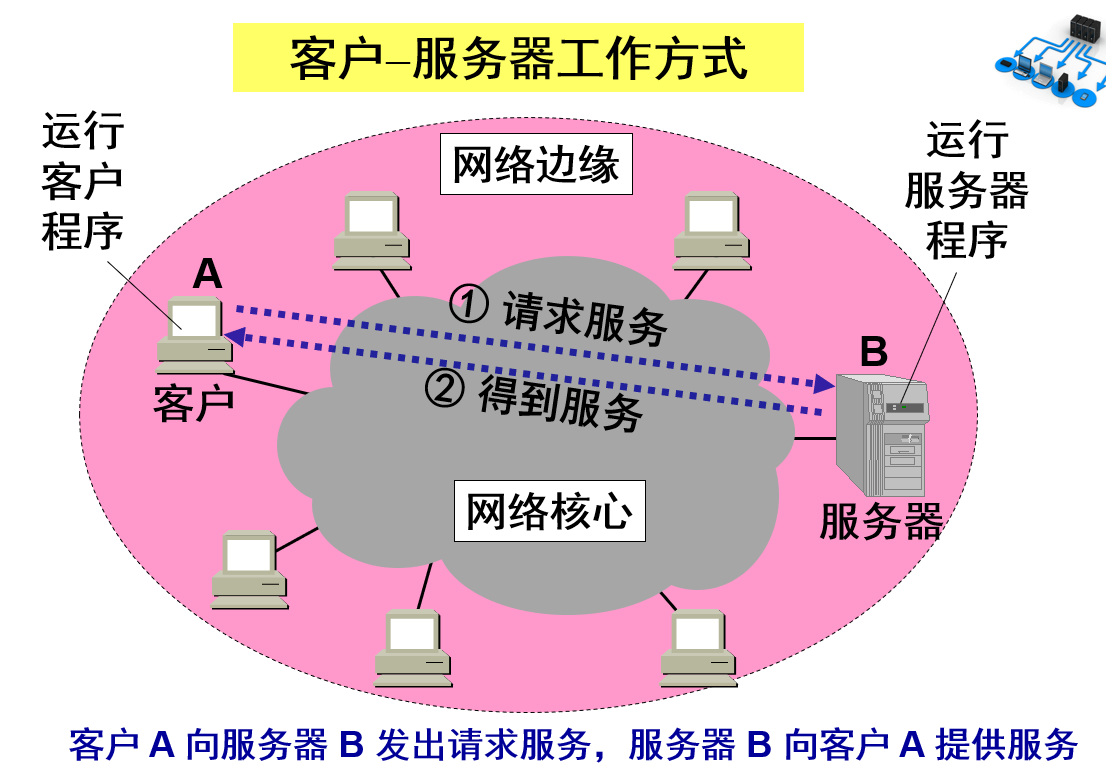 客户–服务器工作方式
运行
客户
程序
网络边缘
运行
服务器
程序
A
① 请求服务
B
② 得到服务
客户
网络核心
服务器
客户 A 向服务器 B 发出请求服务，服务器 B 向客户 A 提供服务